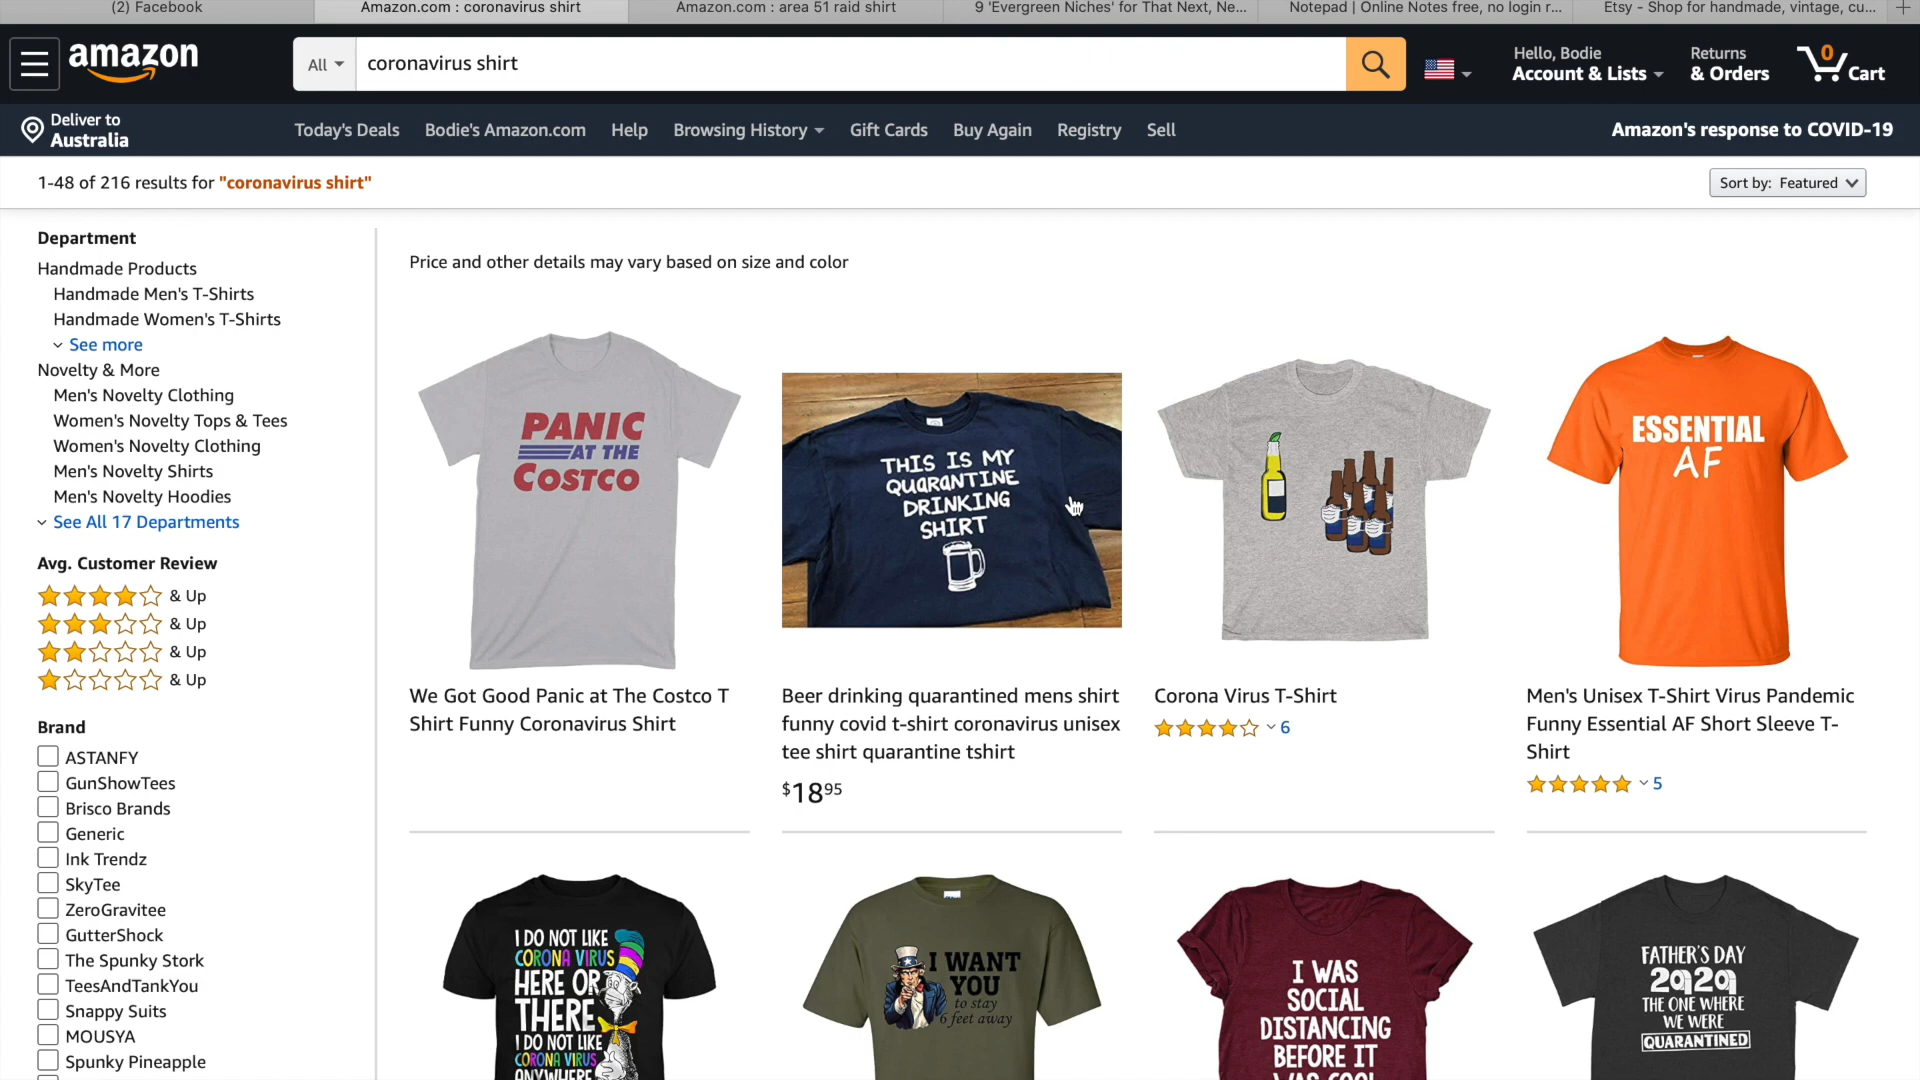 (2) Facebook
Amazon.com : coronavirus shirt
Amazon.com : area 51 raid shirt
9 'Evergreen Niches' for That Next, Ne...
Notepad | Online Notes free, no login r...
Etsy - Shop for handmade, vintage, cu...
amazon
All
coronavirus shirt
Hello, Bodie
Account & Lists
Returns
& Orders
0
Cart
Deliver to
Australia
Today's Deals
Bodie's Amazon.com
Help
Browsing History
Gift Cards
Buy Again
Registry
Sell
Amazon's response to COVID-19
1-48 of 216 results for "coronavirus shirt"
Sort by: Featured
Department
Handmade Products
Handmade Men's T-Shirts
Handmade Women's T-Shirts
See more
Novelty & More
Men's Novelty Clothing
Women's Novelty Tops & Tees
Women's Novelty Clothing
Men's Novelty Shirts
Men's Novelty Hoodies
See All 17 Departments
Avg. Customer Review
& Up
& Up
& Up
& Up
Brand
ASTANFY
GunShowTees
Brisco Brands
Generic
Ink Trendz
SkyTee
ZeroGravitee
GutterShock
The Spunky Stork
TeesAndTankYou
Snappy Suits
MOUSYA
Spunky Pineapple
Price and other details may vary based on size and color
PANIC
AT THE
COSTCO
We Got Good Panic at The Costco T
Shirt Funny Coronavirus Shirt
THIS IS MY
QUARANTINE
DRINKING
SHIRT
Beer drinking quarantined mens shirt
funny covid t-shirt coronavirus unisex
tee shirt quarantine tshirt
$18.95
Corona Virus T-Shirt
6
ESSENTIAL
AF
Men's Unisex T-Shirt Virus Pandemic
Funny Essential AF Short Sleeve T-
Shirt
5
I DO NOT LIKE
CORONA VIRUS
HERE OR
THERE
I DO NOT LIKE
CORONA VIRUS
ANYWHERE
I WANT
YOU
to stay
6 feet away
I WAS
SOCIAL
DISTANCING
BEFORE IT
WAS COOL
FATHER'S DAY
2020
THE ONE WHERE
WE WERE
QUARANTINED